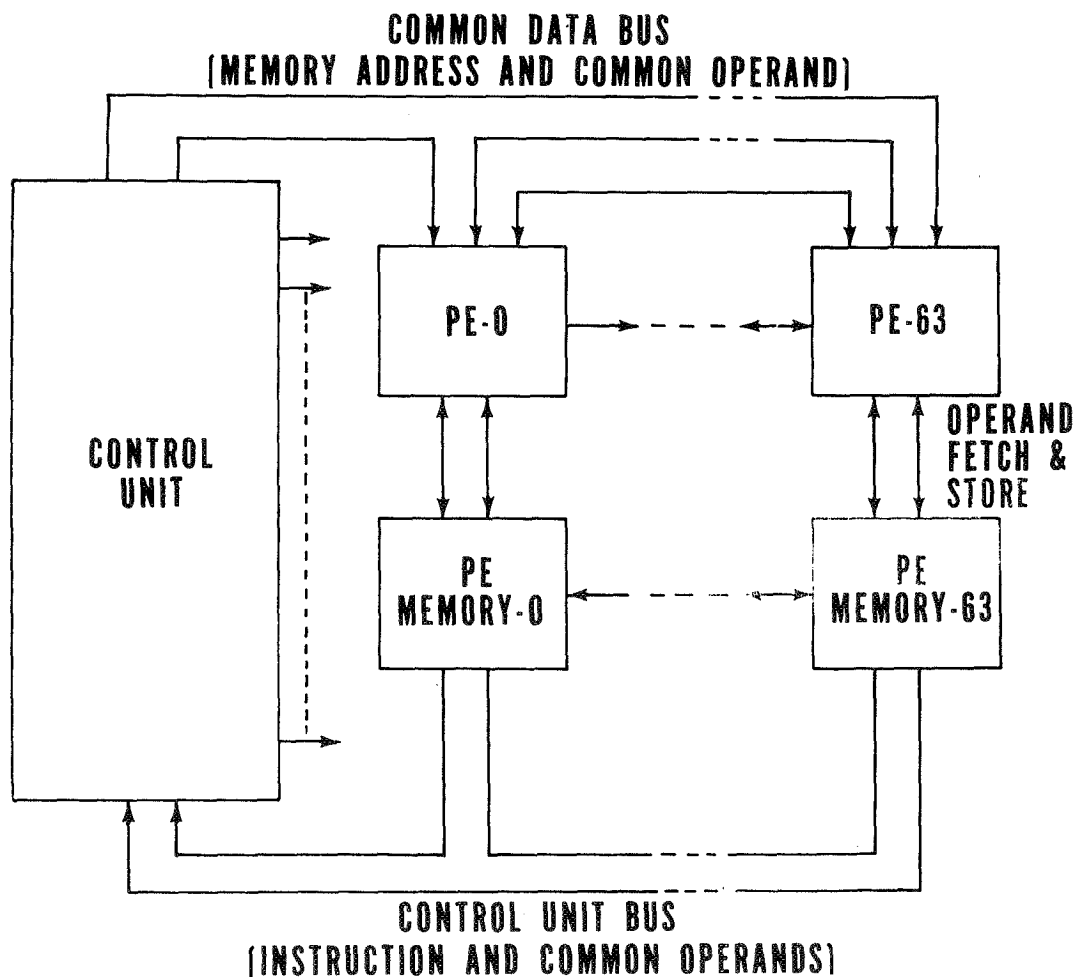 COMMON DATA BUS
[MEMORY ADDRESS AND COMMON OPERAND]
PE-0
PE-63
CONTROL
UNIT
OPERAND
FETCH &
STORE
PE
MEMORY-0
PE
MEMORY-63
CONTROL UNIT BUS
[INSTRUCTION AND COMMON OPERANDS]